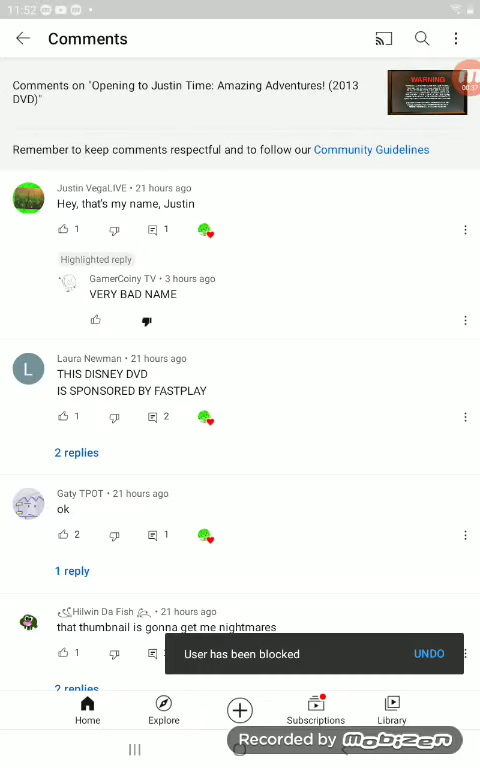 11:52
Comments
Comments on "Opening to Justin Time: Amazing Adventures! (2013
DVD)"
WARNING
00:37
Remember to keep comments respectful and to follow our Community Guidelines
Justin VegaLIVE • 21 hours ago
Hey, that's my name, Justin
1
1
Highlighted reply
GamerCoiny TV • 3 hours ago
VERY BAD NAME
L
Laura Newman • 21 hours ago
THIS DISNEY DVD
IS SPONSORED BY FASTPLAY
1
2
2 replies
Gaty TPOT • 21 hours ago
ok
2
1
1 reply
Hilwin Da Fish • 21 hours ago
that thumbnail is gonna get me nightmares
1
User has been blocked
UNDO
2 replies
Home
Explore
Subscriptions
Library
Recorded by Mobizen